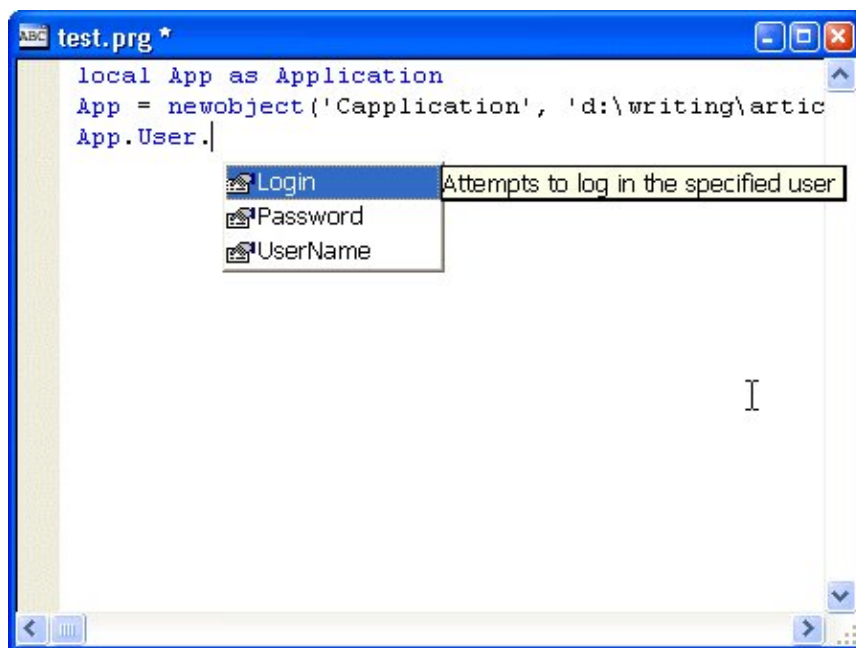 ABC test.prg *
local App as Application
App = newobject('Capplication', 'd:\writing\artic
App.User.
Login Attempts to log in the specified user
Password
UserName